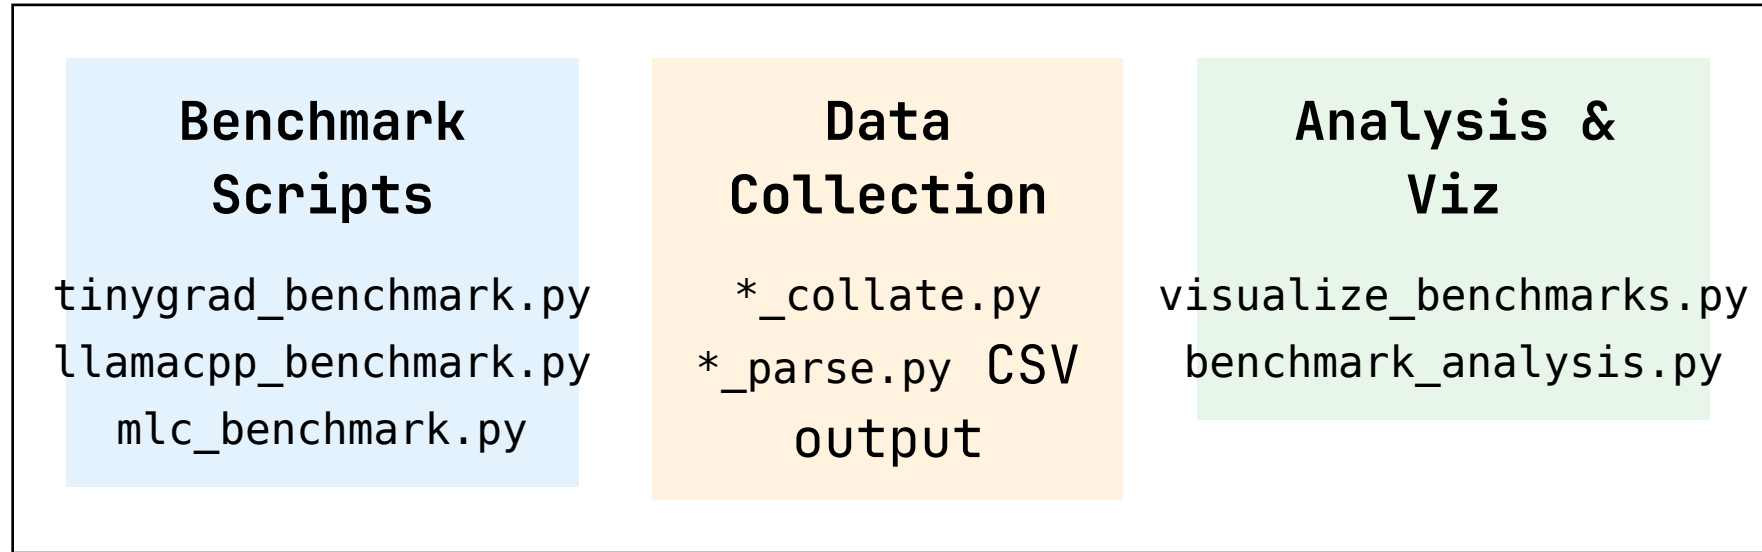 Benchmark
Scripts
tinygrad_benchmark.py
llamacpp_benchmark.py
mlc_benchmark.py
Data
Collection
*_collate.py
*_parse.py CSV
output
Analysis &
Viz
visualize_benchmarks.py
benchmark_analysis.py